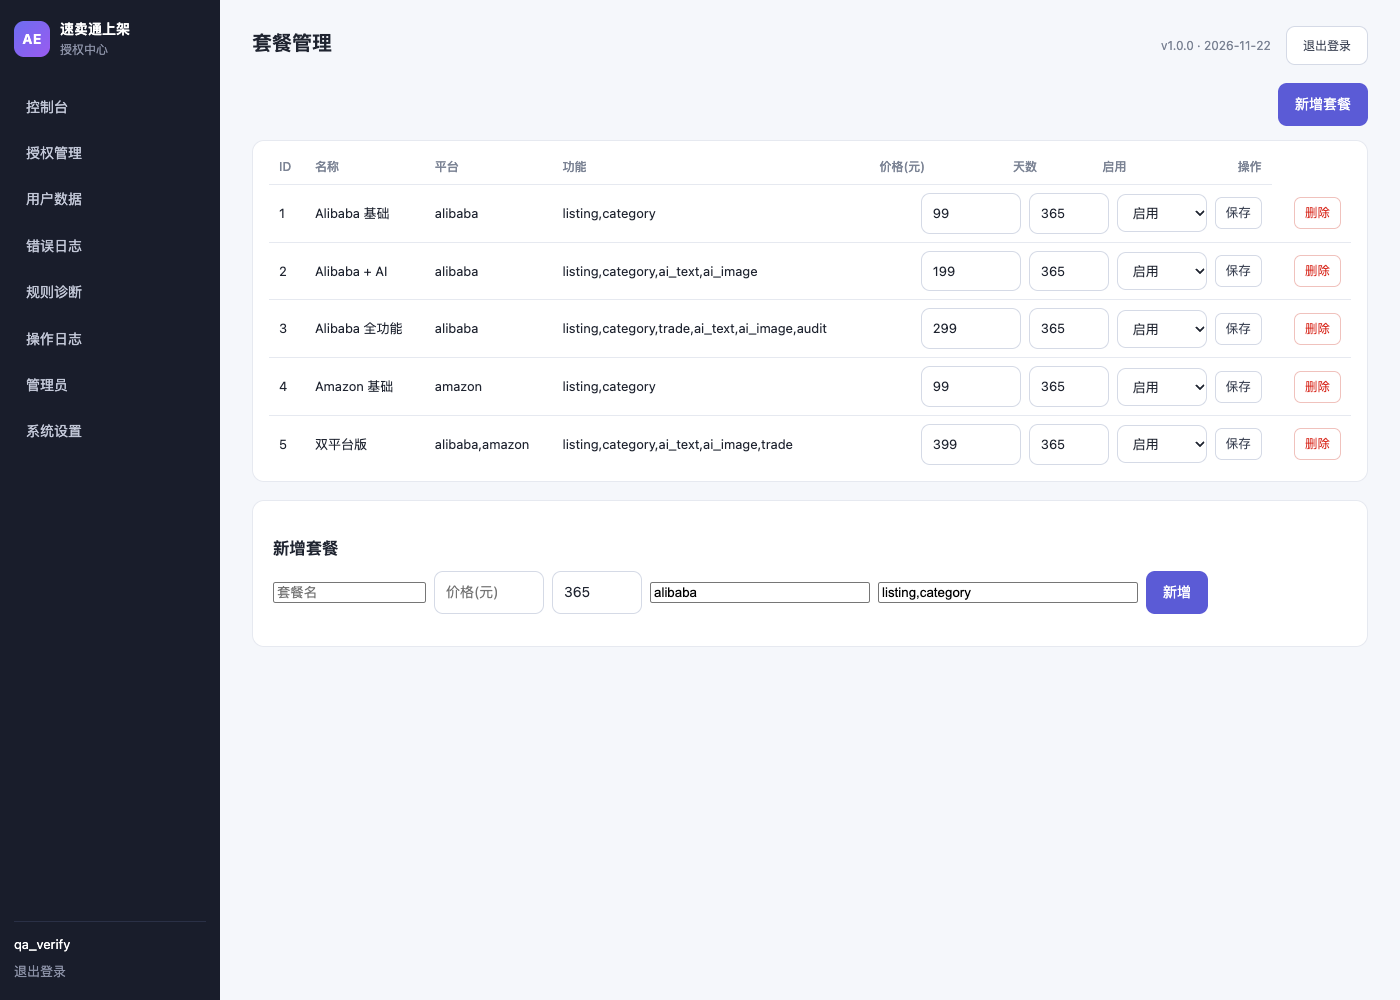 AE
速卖通上架
授权中心
控制台
授权管理
用户数据
错误日志
规则诊断
操作日志
管理员
系统设置
qa_verify
退出登录
套餐管理
v1.0.0 · 2026-11-22 退出登录
新增套餐
ID 名称 平台 功能 价格(元) 天数 启用 操作
1 Alibaba 基础 alibaba listing,category 99 365 启用 保存 删除
2 Alibaba + AI alibaba listing,category,ai_text,ai_image 199 365 启用 保存 删除
3 Alibaba 全功能 alibaba listing,category,trade,ai_text,ai_image,audit 299 365 启用 保存 删除
4 Amazon 基础 amazon listing,category 99 365 启用 保存 删除
5 双平台版 alibaba,amazon listing,category,ai_text,ai_image,trade 399 365 启用 保存 删除
新增套餐
套餐名 价格(元) 365 alibaba listing,category 新增